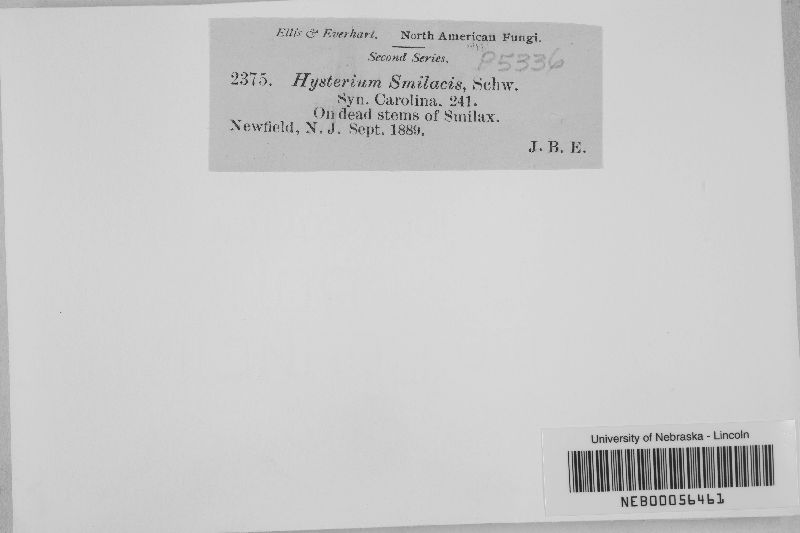 Ellis & Everhart. North American Fungi.
Second Series.
P5336
2375. Hysterium Smilacis, Schw.
Syn. Carolina. 241.
On dead stems of Smilax.
Newfield, N. J. Sept. 1889.
J. B. E.
University of Nebraska - Lincoln
NEB00056461